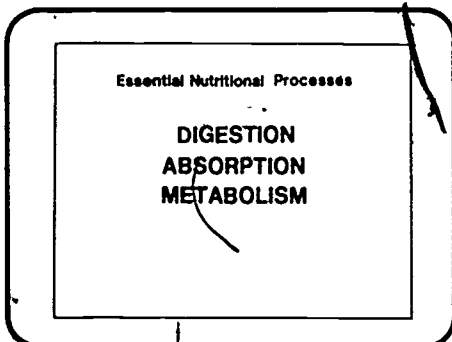 Essential Nutritional Processes
DIGESTION
ABSORPTION
METABOLISM